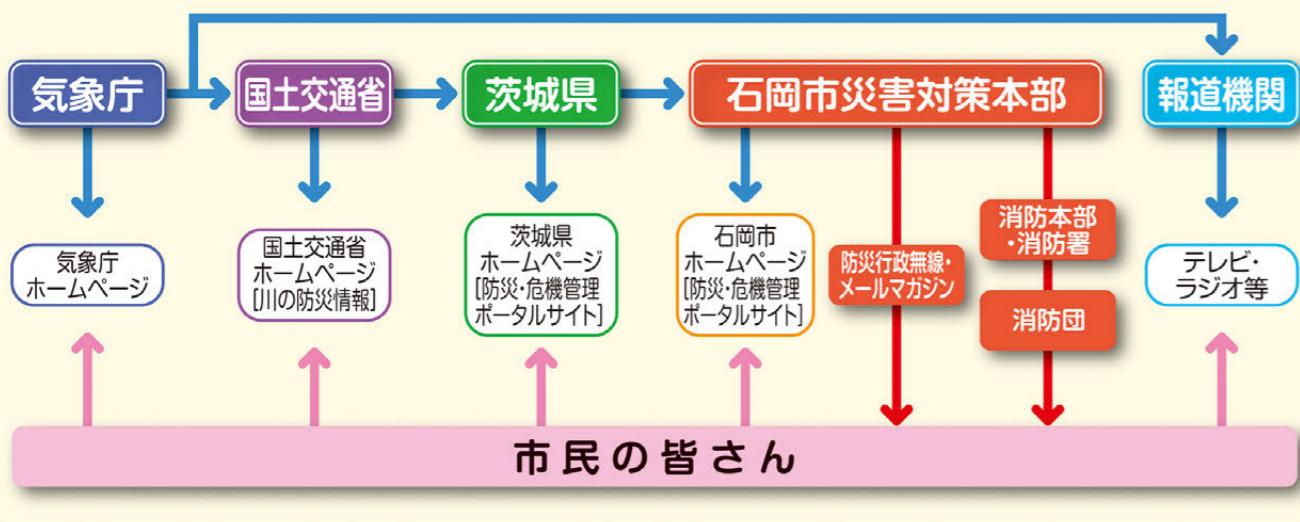 気象庁
国土交通省
茨城県
石岡市災害対策本部
報道機関
気象庁
ホームページ
国土交通省
ホームページ
[川の防災情報]
茨城県
ホームページ
[防災・危機管理
ポータルサイト]
石岡市
ホームページ
[防災・危機管理
ポータルサイト]
防災行政無線・
メールマガジン
消防本部
・消防署
消防団
テレビ・
ラジオ等
市民の皆さん